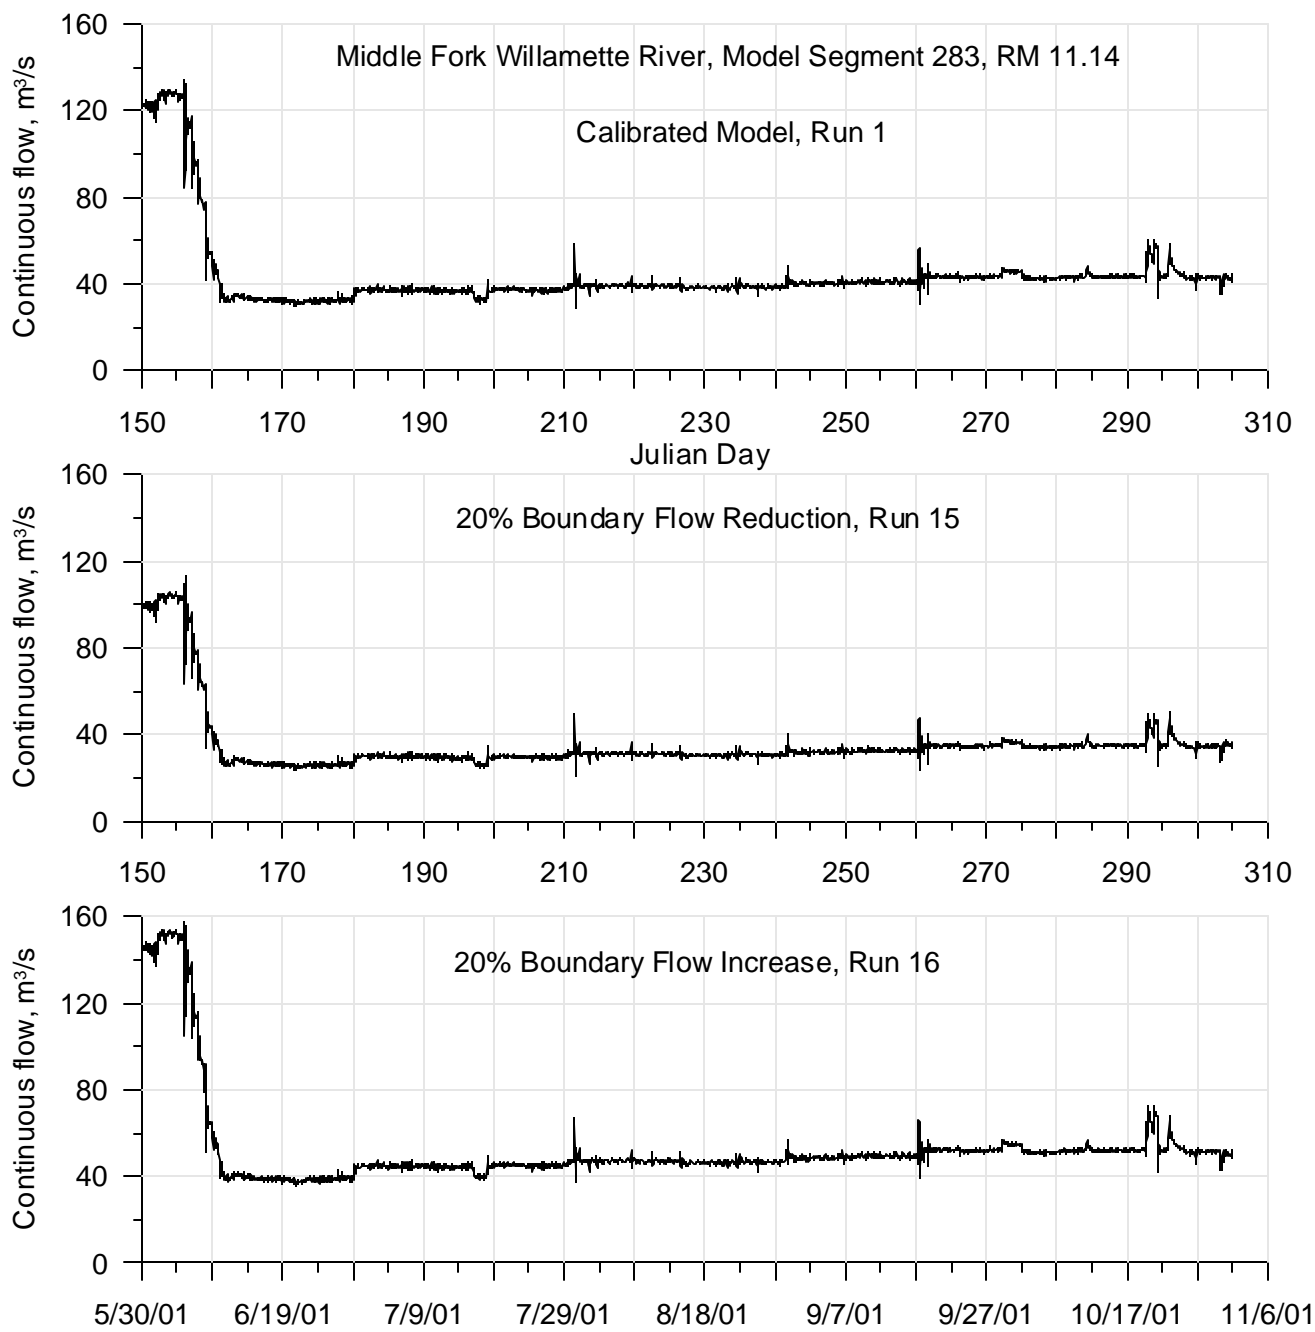 Middle Fork Willamette River, Model Segment 283, RM 11.14
Calibrated Model, Run 1
Continuous flow, m³/s
160
120
80
40
0
150 170 190 210 230 250 270 290 310
Julian Day
20% Boundary Flow Reduction, Run 15
Continuous flow, m³/s
160
120
80
40
0
150 170 190 210 230 250 270 290 310
20% Boundary Flow Increase, Run 16
Continuous flow, m³/s
160
120
80
40
0
5/30/01 6/19/01 7/9/01 7/29/01 8/18/01 9/7/01 9/27/01 10/17/01 11/6/01